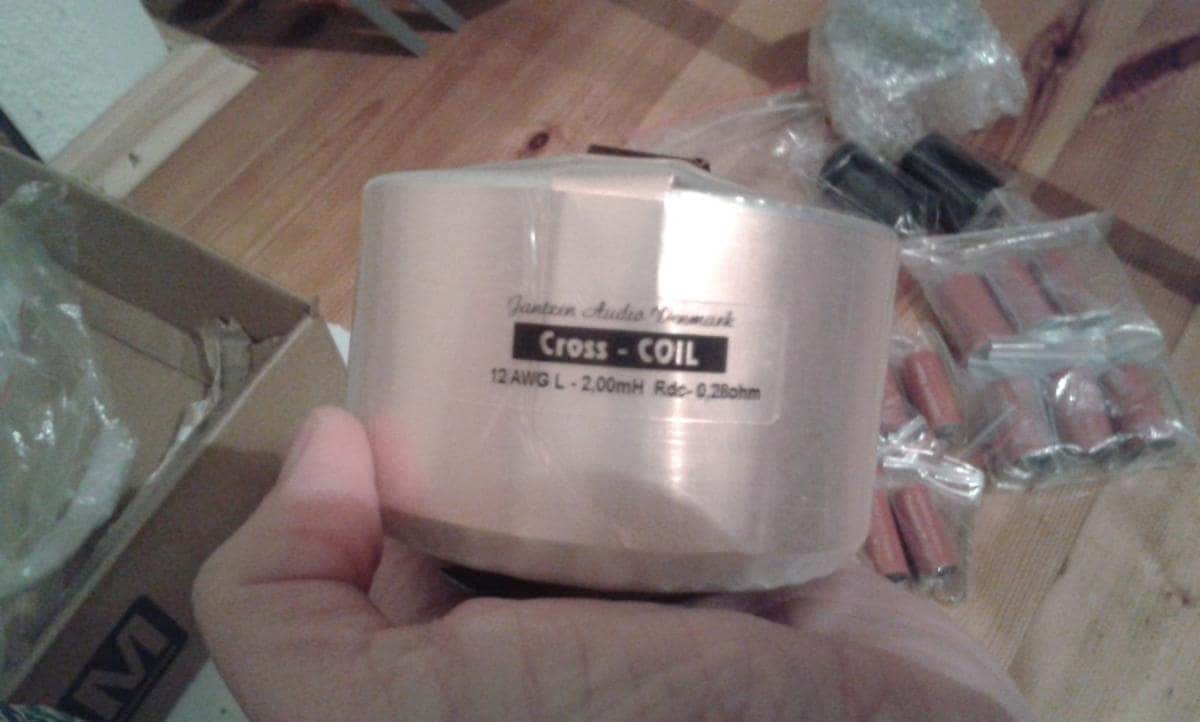 Jantzen Audio Denmark
Cross - COIL
12 AWG L - 2,00mH Rdc- 0,28ohm
M